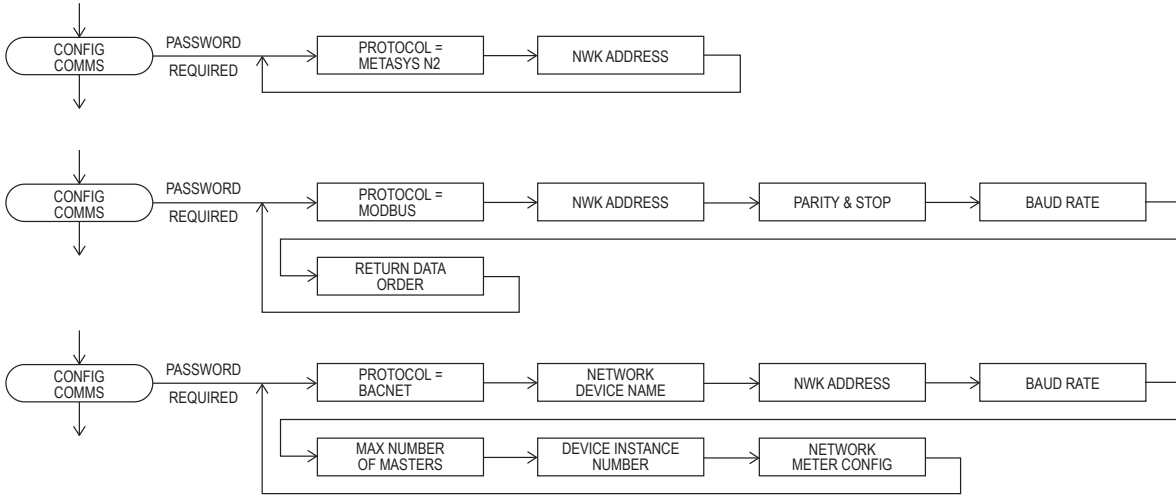 CONFIG
COMMS
PASSWORD
REQUIRED
PROTOCOL =
METASYS N2
NWK ADDRESS
CONFIG
COMMS
PASSWORD
REQUIRED
PROTOCOL =
MODBUS
NWK ADDRESS
PARITY & STOP
BAUD RATE
RETURN DATA
ORDER
CONFIG
COMMS
PASSWORD
REQUIRED
PROTOCOL =
BACNET
NETWORK
DEVICE NAME
NWK ADDRESS
BAUD RATE
MAX NUMBER
OF MASTERS
DEVICE INSTANCE
NUMBER
NETWORK
METER CONFIG